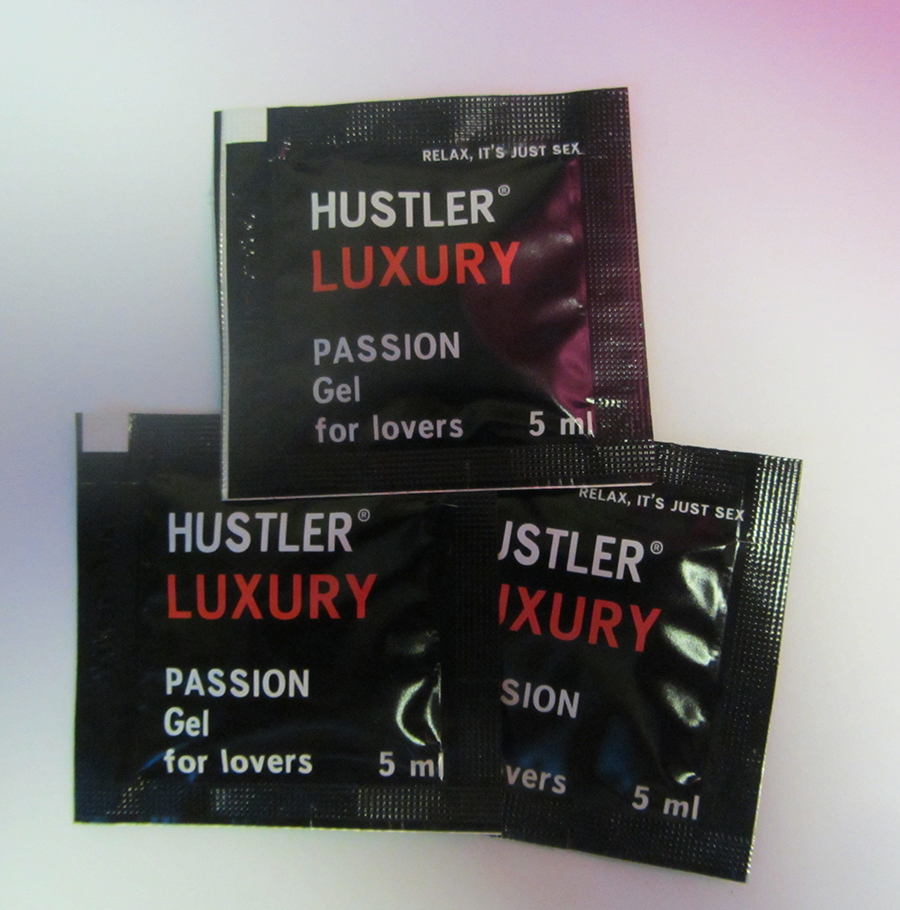 RELAX, IT'S JUST SEX
HUSTLER®
LUXURY
PASSION
Gel
for lovers 5 ml
HUSTLER®
LUXURY
PASSION
Gel
for lovers 5 ml
RELAX, IT'S JUST SEX
USTLER®
UXURY
SION
vers 5 ml